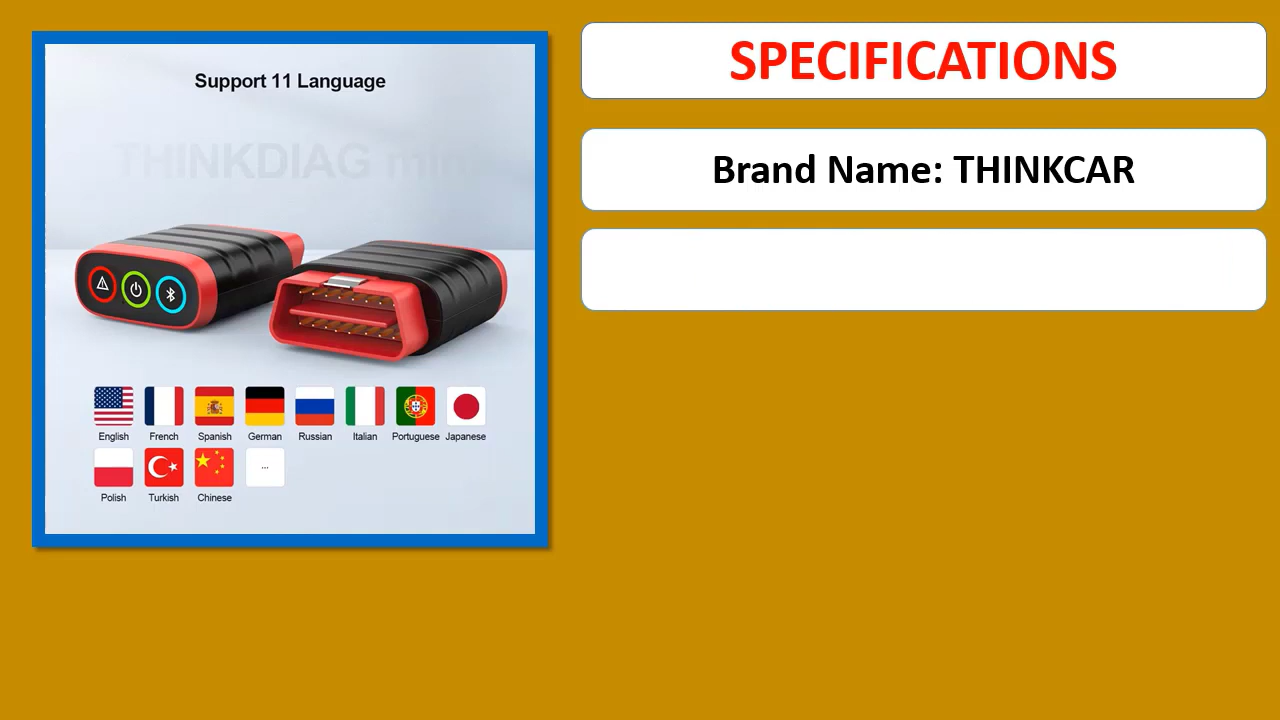 Support 11 Language
THINKDIAG mini
SPECIFICATIONS
Brand Name: THINKCAR
English French Spanish German Russian Italian Portuguese Japanese
...
Polish Turkish Chinese